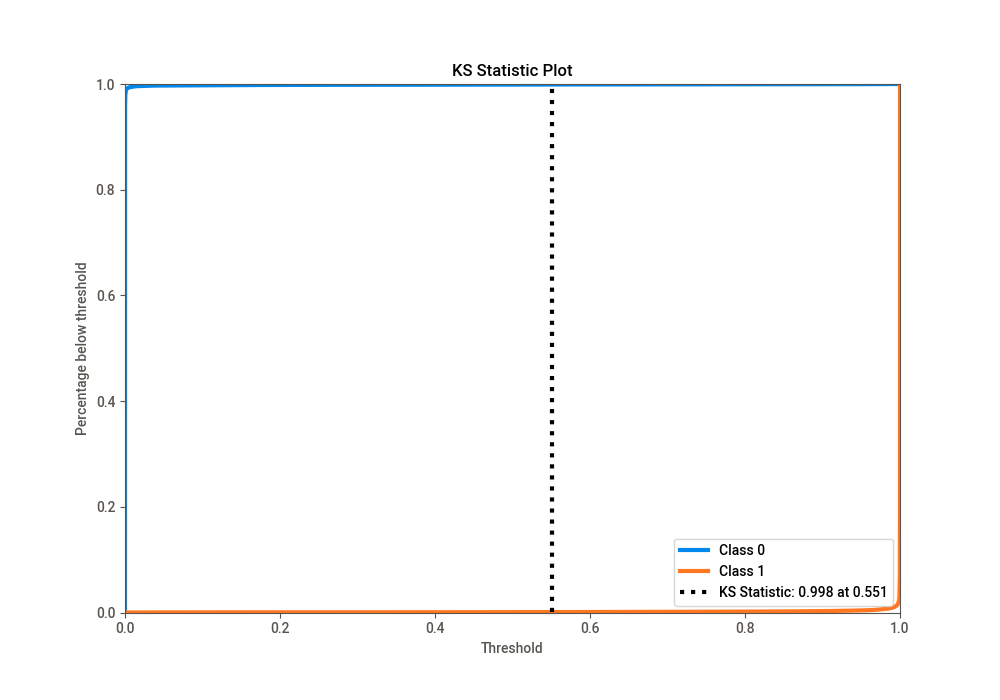 KS Statistic Plot
1.0
0.8
0.6
0.4
0.2
0.0
Percentage below threshold
0.0 0.2 0.4 0.6 0.8 1.0
Threshold
Class 0
Class 1
KS Statistic: 0.998 at 0.551